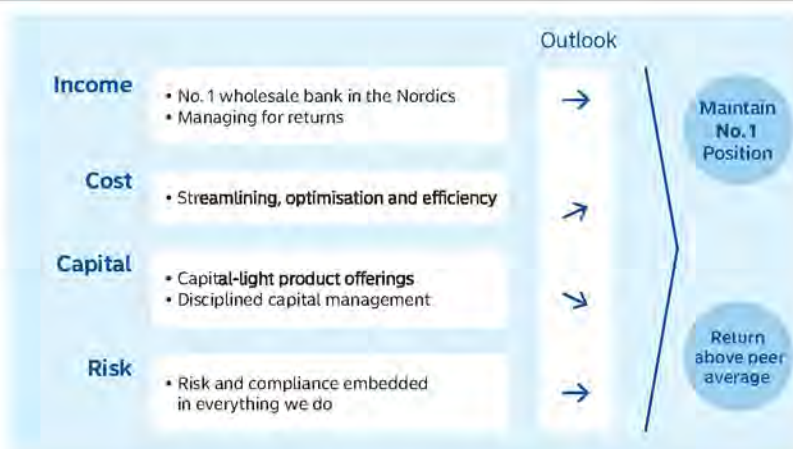 Outlook
Income
• No. 1 wholesale bank in the Nordics
• Managing for returns
Cost
• Streamlining, optimisation and efficiency
Capital
• Capital-light product offerings
• Disciplined capital management
Risk
• Risk and compliance embedded
in everything we do
Maintain
No. 1
Position
Return
above peer
average